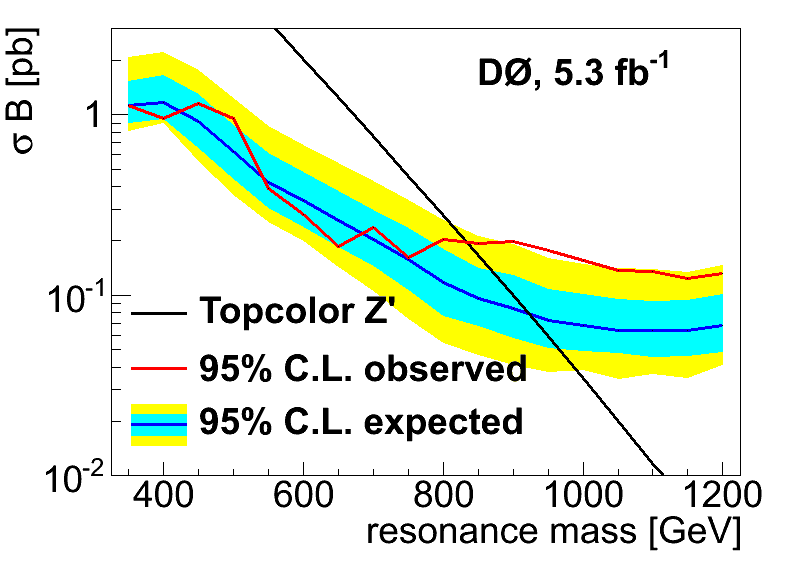 σ B [pb]
DØ, 5.3 fb⁻¹
1
10⁻¹
10⁻²
Topcolor Z'
95% C.L. observed
95% C.L. expected
400 600 800 1000 1200
resonance mass [GeV]